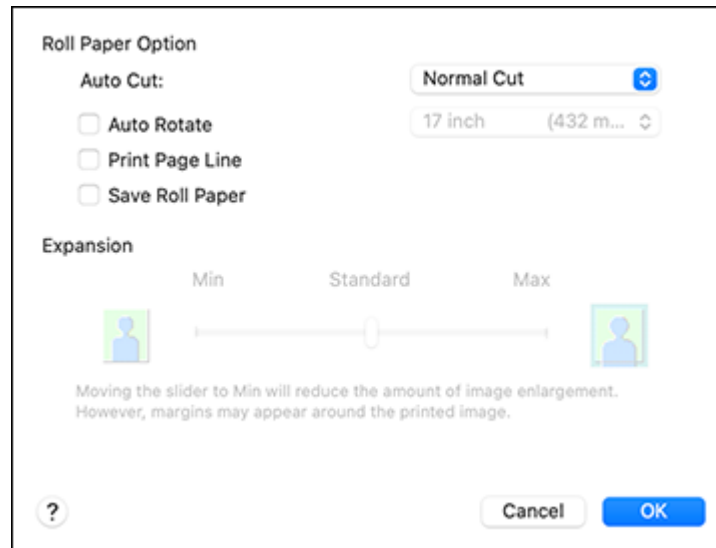 Roll Paper Option
Auto Cut: Normal Cut
Auto Rotate 17 inch (432 m...
Print Page Line
Save Roll Paper
Expansion
Min Standard Max
Moving the slider to Min will reduce the amount of image enlargement.
However, margins may appear around the printed image.
? Cancel OK